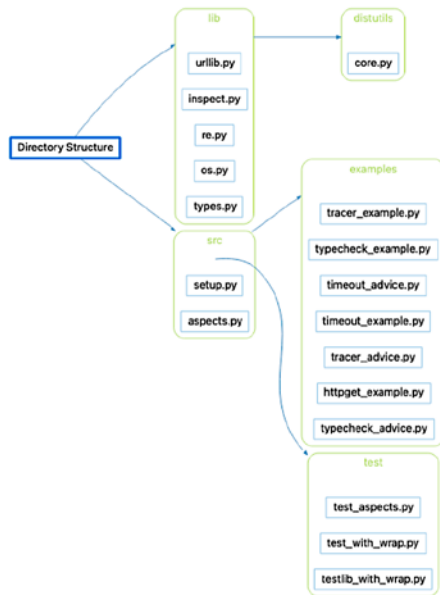 Directory Structure
lib
urllib.py
inspect.py
re.py
os.py
types.py
distutils
core.py
src
setup.py
aspects.py
examples
tracer_example.py
typecheck_example.py
timeout_advice.py
timeout_example.py
tracer_advice.py
httpget_example.py
typecheck_advice.py
test
test_aspects.py
test_with_wrap.py
testlib_with_wrap.py